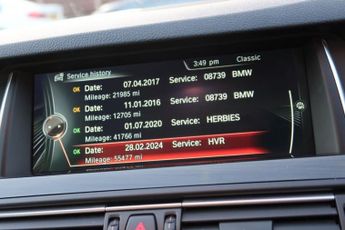 Service history 3:49 pm Classic
OK Date: 07.04.2017 Service: 08739 BMW
Mileage: 21985 mi
OK Date: 11.01.2016 Service: 08739 BMW
Mileage: 12705 mi
OK Date: 01.07.2020 Service: HERBIES
Mileage: 41766 mi
OK Date: 28.02.2024 Service: HVR
Mileage: 55477 mi